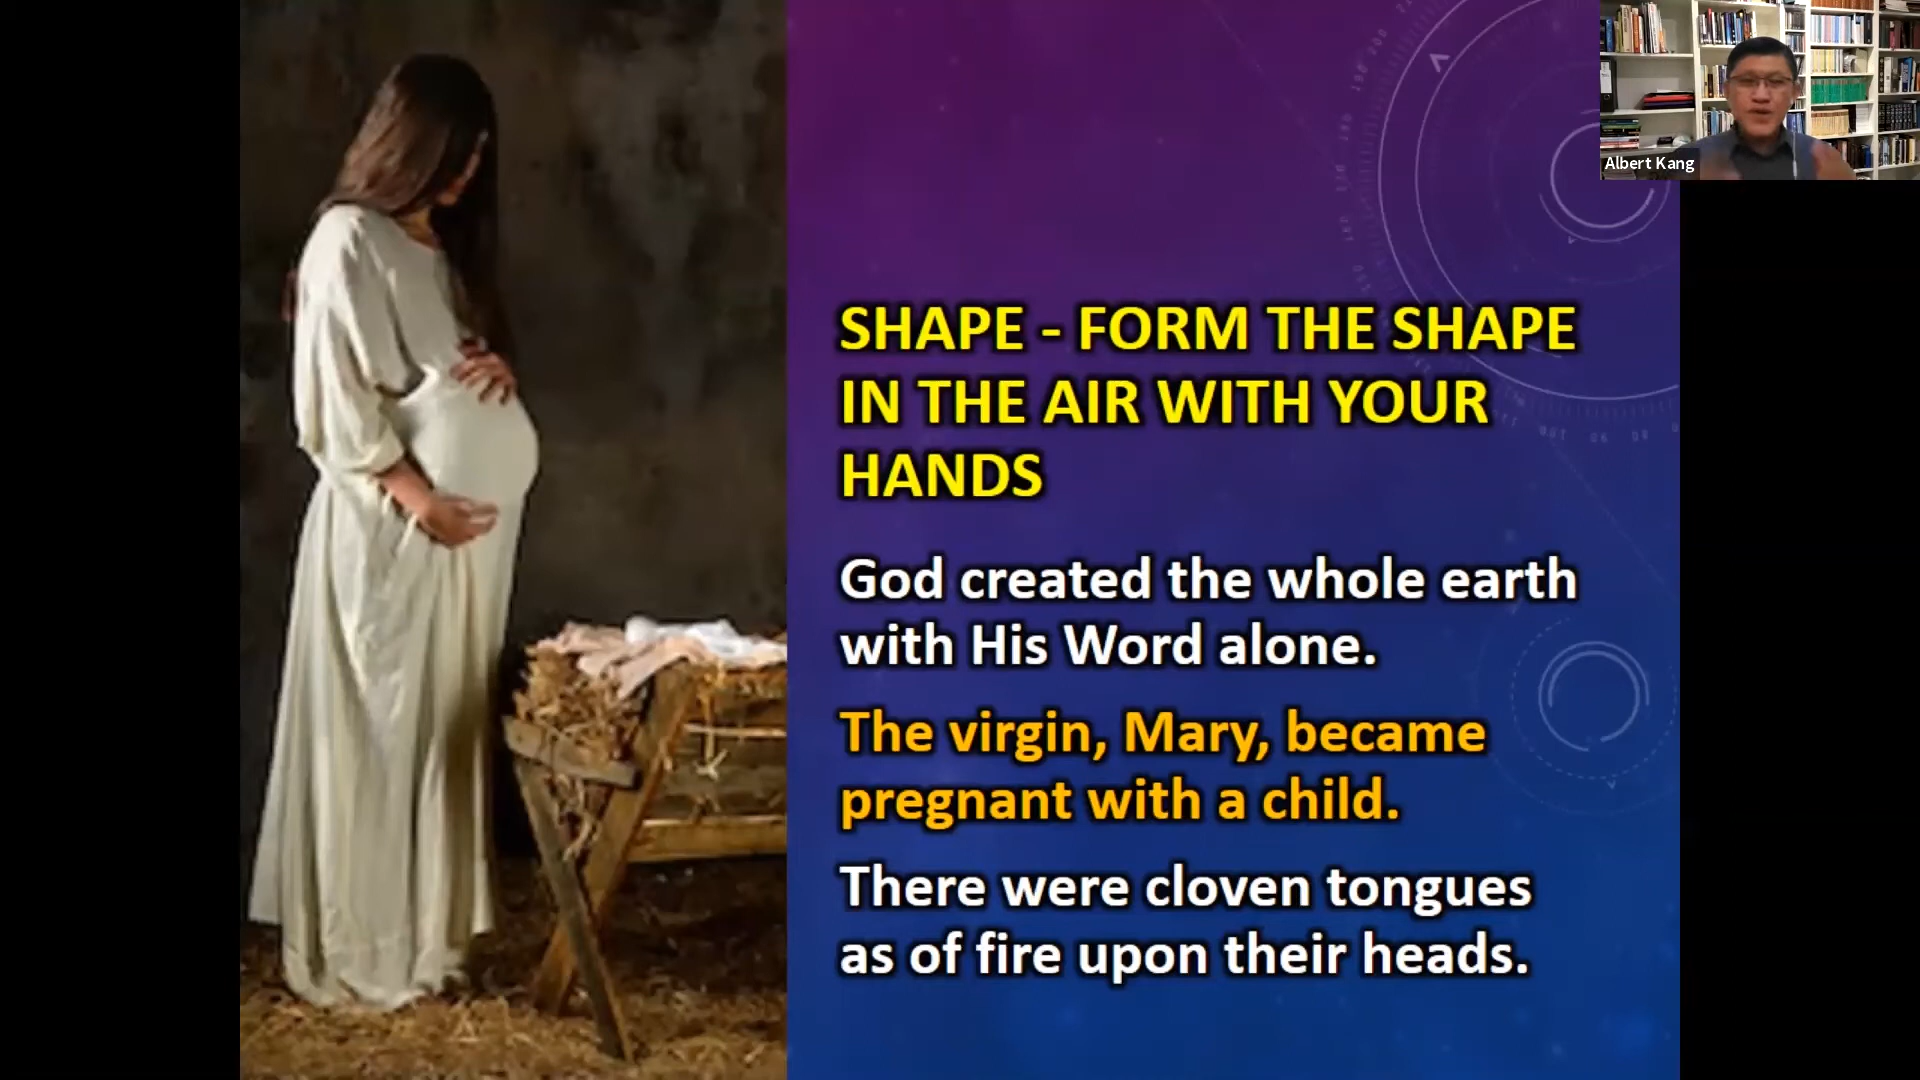 Albert Kang
SHAPE - FORM THE SHAPE
IN THE AIR WITH YOUR
HANDS
God created the whole earth
with His Word alone.
The virgin, Mary, became
pregnant with a child.
There were cloven tongues
as of fire upon their heads.